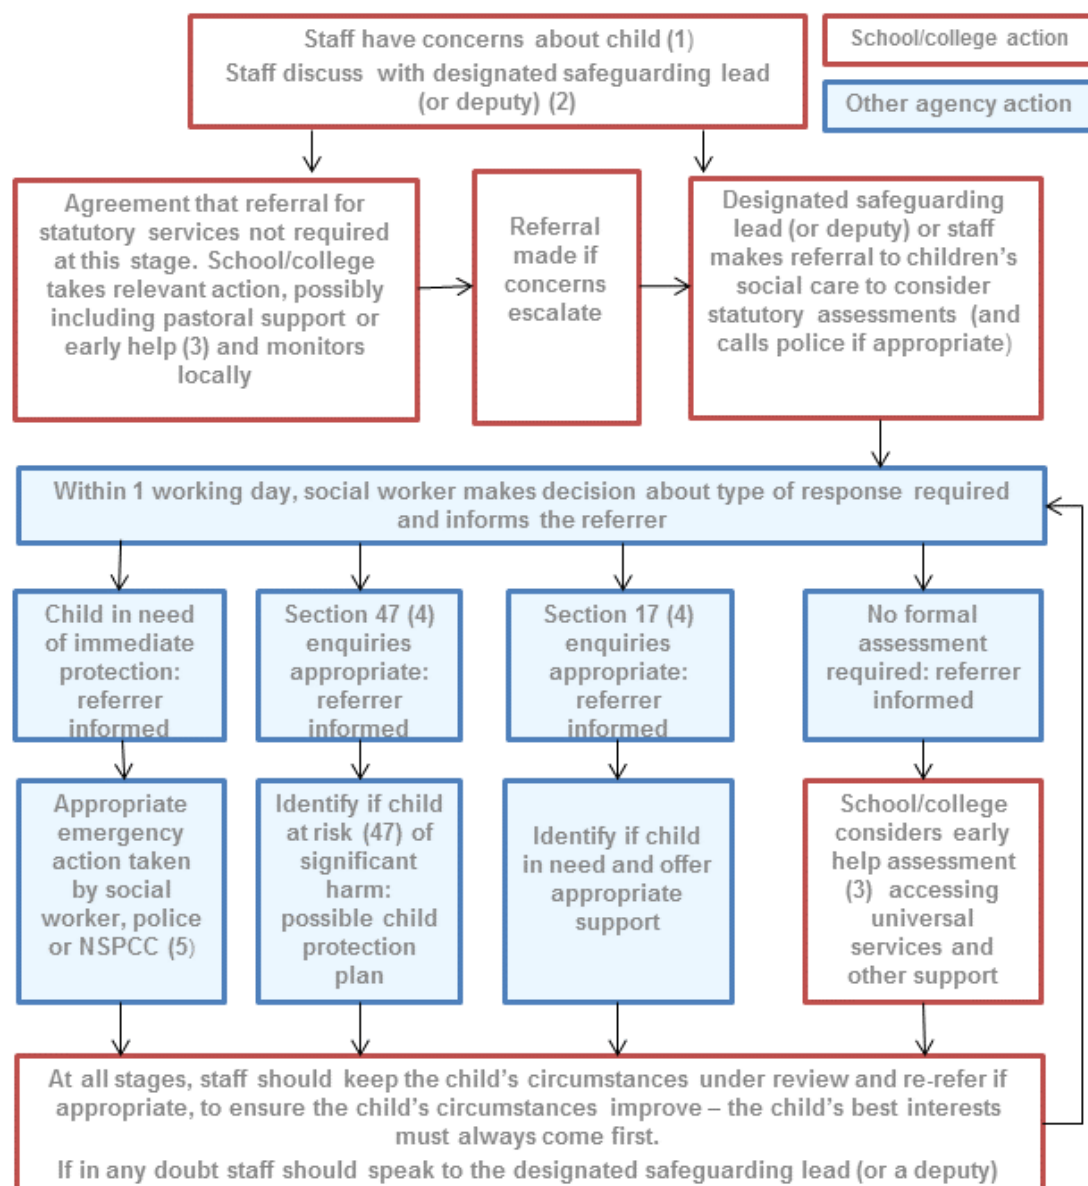 Staff have concerns about child (1)
Staff discuss with designated safeguarding lead
(or deputy) (2)
School/college action
Other agency action
Agreement that referral for
statutory services not required
at this stage. School/college
takes relevant action, possibly
including pastoral support or
early help (3) and monitors
locally
Referral
made if
concerns
escalate
Designated safeguarding
lead (or deputy) or staff
makes referral to children’s
social care to consider
statutory assessments (and
calls police if appropriate)
Within 1 working day, social worker makes decision about type of response required
and informs the referrer
Child in need
of immediate
protection:
referrer
informed
Section 47 (4)
enquiries
appropriate:
referrer
informed
Section 17 (4)
enquiries
appropriate:
referrer
informed
No formal
assessment
required: referrer
informed
Appropriate
emergency
action taken
by social
worker, police
or NSPCC (5)
Identify if child
at risk (47) of
significant
harm:
possible child
protection
plan
Identify if child
in need and offer
appropriate
support
School/college
considers early
help assessment
(3) accessing
universal
services and
other support
At all stages, staff should keep the child’s circumstances under review and re-refer if
appropriate, to ensure the child’s circumstances improve – the child’s best interests
must always come first.
If in any doubt staff should speak to the designated safeguarding lead (or a deputy)